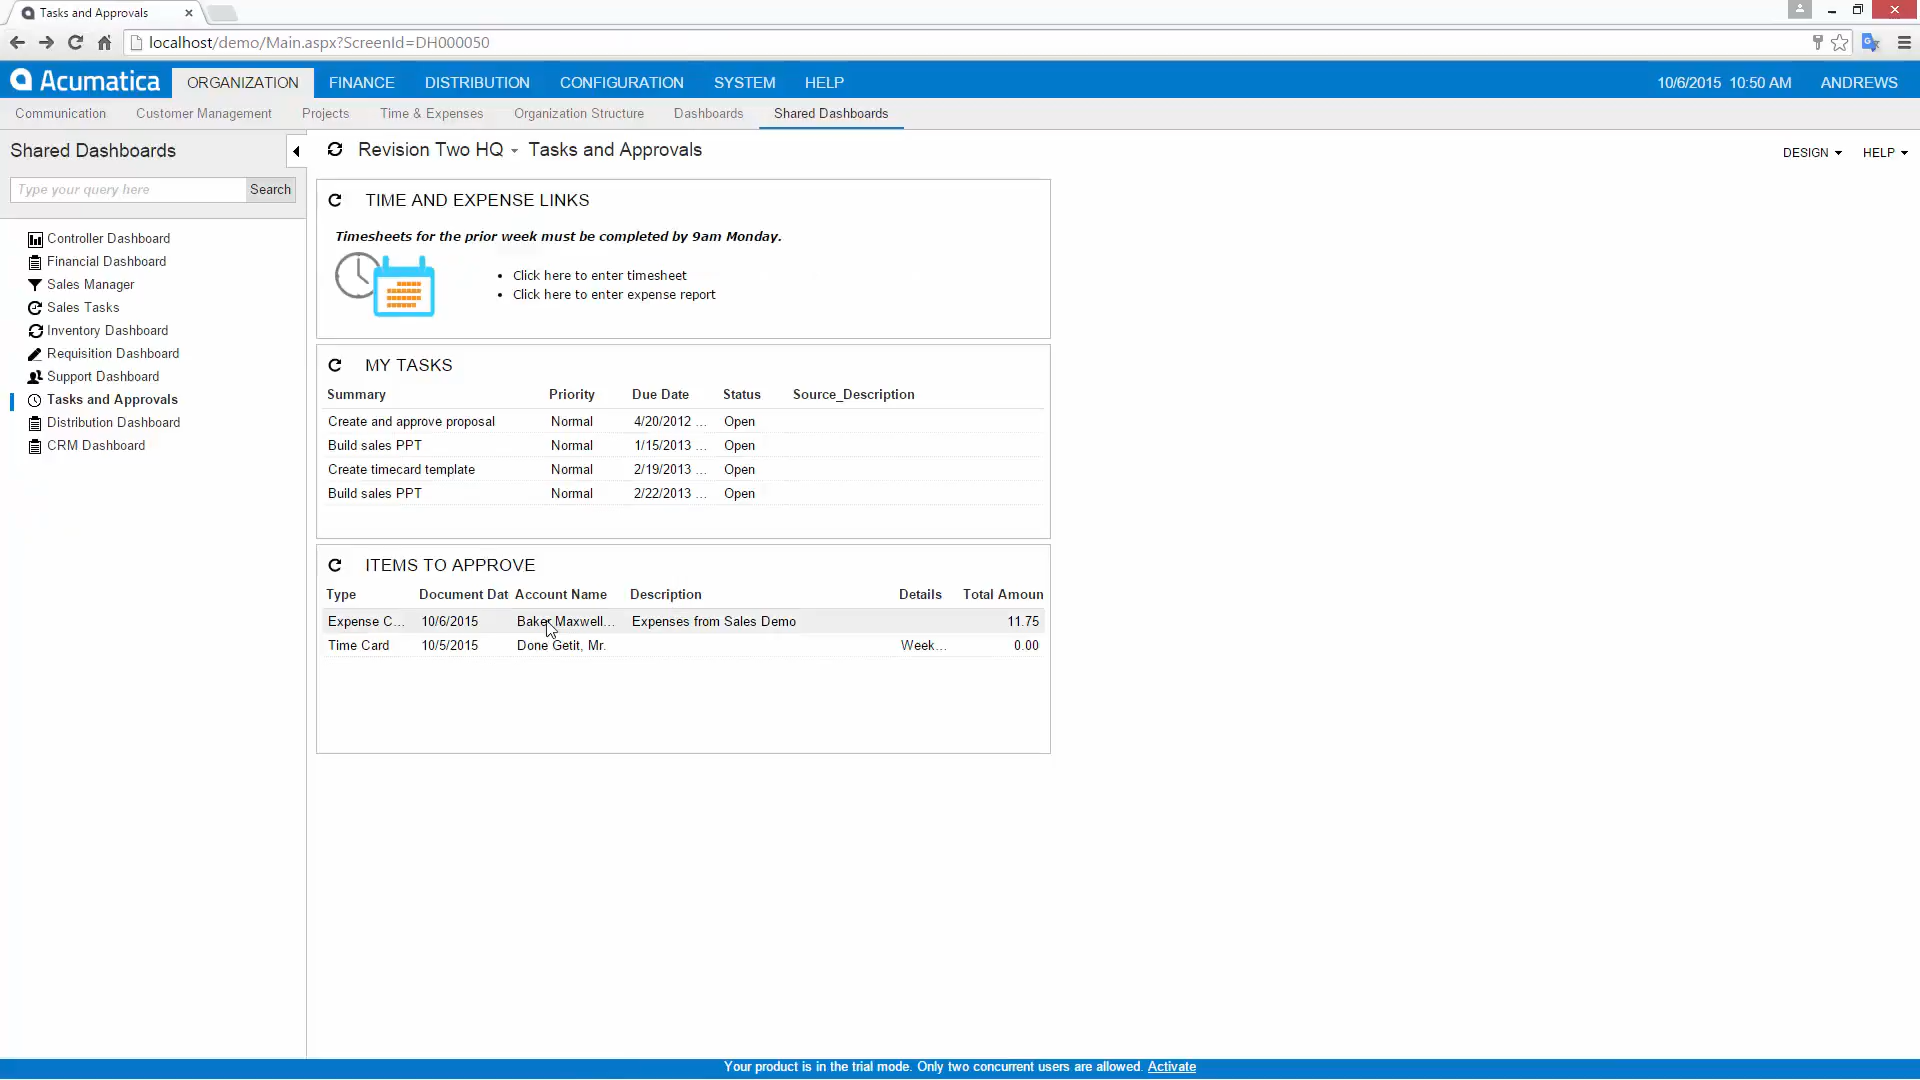 Tasks and Approvals
localhost/demo/Main.aspx?ScreenId=DH000050
Acumatica ORGANIZATION FINANCE DISTRIBUTION CONFIGURATION SYSTEM HELP 10/6/2015 10:50 AM ANDREWS
Communication Customer Management Projects Time & Expenses Organization Structure Dashboards Shared Dashboards
Shared Dashboards
Revision Two HQ Tasks and Approvals
DESIGN HELP
Type your query here Search
Controller Dashboard
Financial Dashboard
Sales Manager
Sales Tasks
Inventory Dashboard
Requisition Dashboard
Support Dashboard
Tasks and Approvals
Distribution Dashboard
CRM Dashboard
TIME AND EXPENSE LINKS
Timesheets for the prior week must be completed by 9am Monday.
• Click here to enter timesheet
• Click here to enter expense report
MY TASKS
Summary Priority Due Date Status Source_Description
Create and approve proposal Normal 4/20/2012 ... Open
Build sales PPT Normal 1/15/2013 ... Open
Create timecard template Normal 2/19/2013 ... Open
Build sales PPT Normal 2/22/2013 ... Open
ITEMS TO APPROVE
Type Document Dat Account Name Description Details Total Amoun
Expense C... 10/6/2015 Baker Maxwell... Expenses from Sales Demo 11.75
Time Card 10/5/2015 Done Getit, Mr. Week... 0.00
Your product is in the trial mode. Only two concurrent users are allowed. Activate